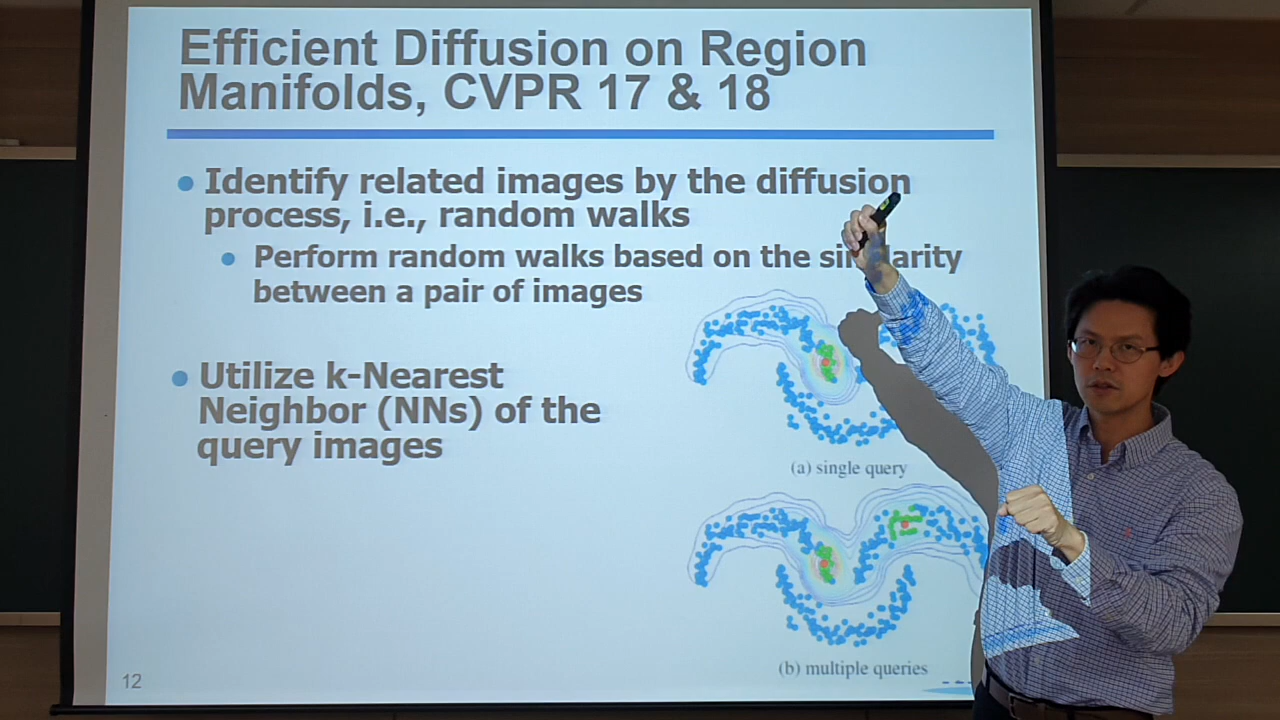 Efficient Diffusion on Region
Manifolds, CVPR 17 & 18
Identify related images by the diffusion
process, i.e., random walks
Perform random walks based on the similarity
between a pair of images
Utilize k-Nearest
Neighbor (NNs) of the
query images
(a) single query
(b) multiple queries
12